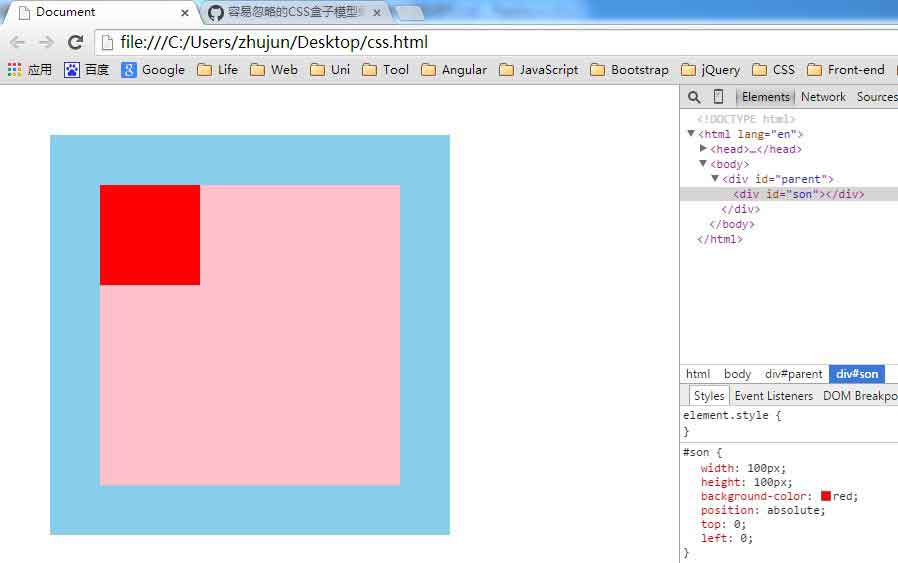 Document
容易忽略的CSS盒子模型
file:///C:/Users/zhujun/Desktop/css.html
应用 百度 Google Life Web Uni Tool Angular JavaScript Bootstrap jQuery CSS Front-end
Elements Network Sources
<!DOCTYPE html>
<html lang="en">
<head>…</head>
<body>
<div id="parent">
<div id="son"></div>
</div>
</body>
</html>
html body div#parent div#son
Styles Event Listeners DOM Breakpo
element.style {
}
#son {
width: 100px;
height: 100px;
background-color: red;
position: absolute;
top: 0;
left: 0;
}